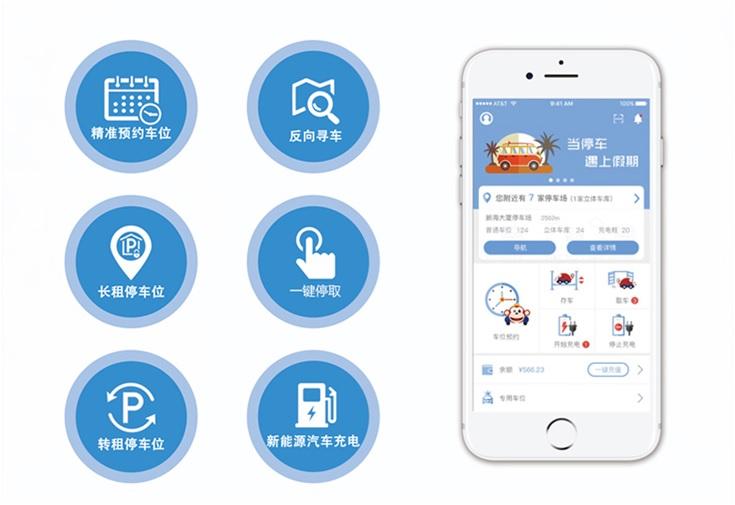 精准预约车位
反向寻车
长租停车位
一键停取
转租停车位
新能源汽车充电
AT&T
9:41 AM
100%
当停车
遇上假期
您附近有 7 家停车场 (1家立体车库)
新海大厦停车场 2502m
普通车位 124 立体车库 24 充电桩 20
导航
查看详情
车位预约
存车
取车
开始充电
停止充电
余额 ¥566.23
一键充值
专用车位